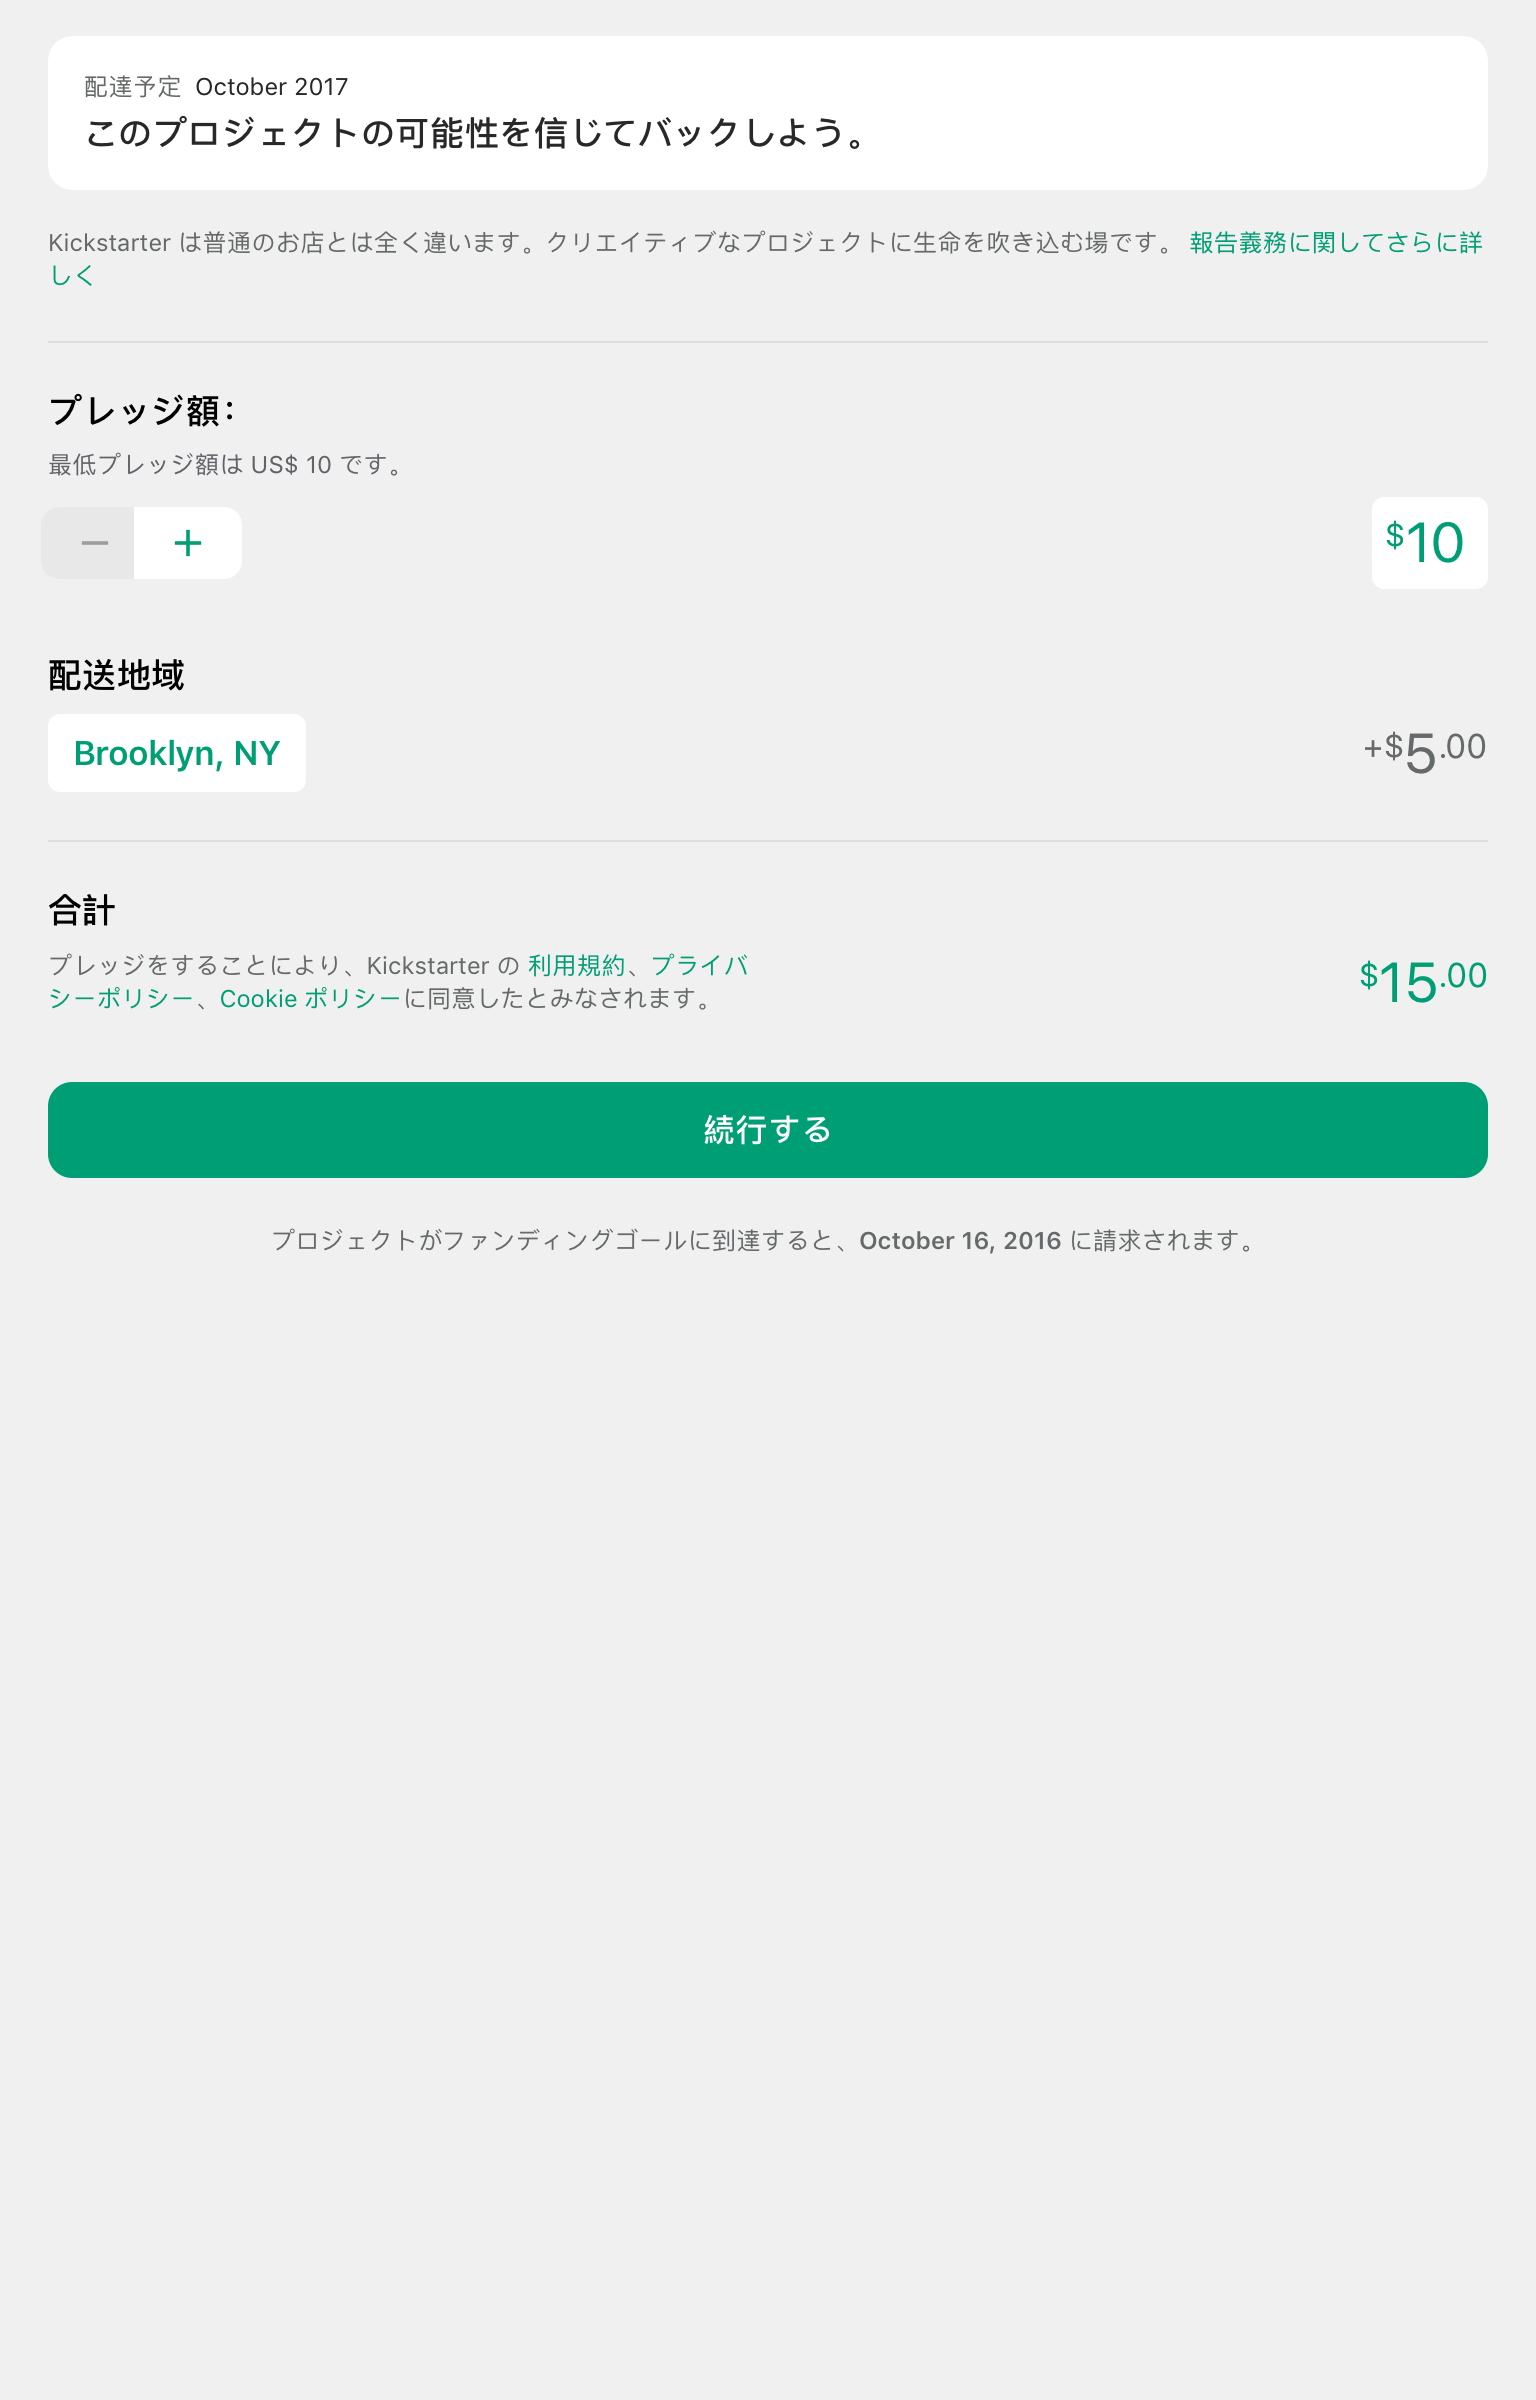 配達予定 October 2017
このプロジェクトの可能性を信じてバックしよう。
Kickstarter は普通のお店とは全く違います。クリエイティブなプロジェクトに生命を吹き込む場です。 報告義務に関してさらに詳
しく
プレッジ額：
最低プレッジ額は US$ 10 です。
− +
$10
配送地域
Brooklyn, NY
+$5.00
合計
プレッジをすることにより、Kickstarter の 利用規約、プライバ
シーポリシー、Cookie ポリシーに同意したとみなされます。
$15.00
続行する
プロジェクトがファンディングゴールに到達すると、October 16, 2016 に請求されます。